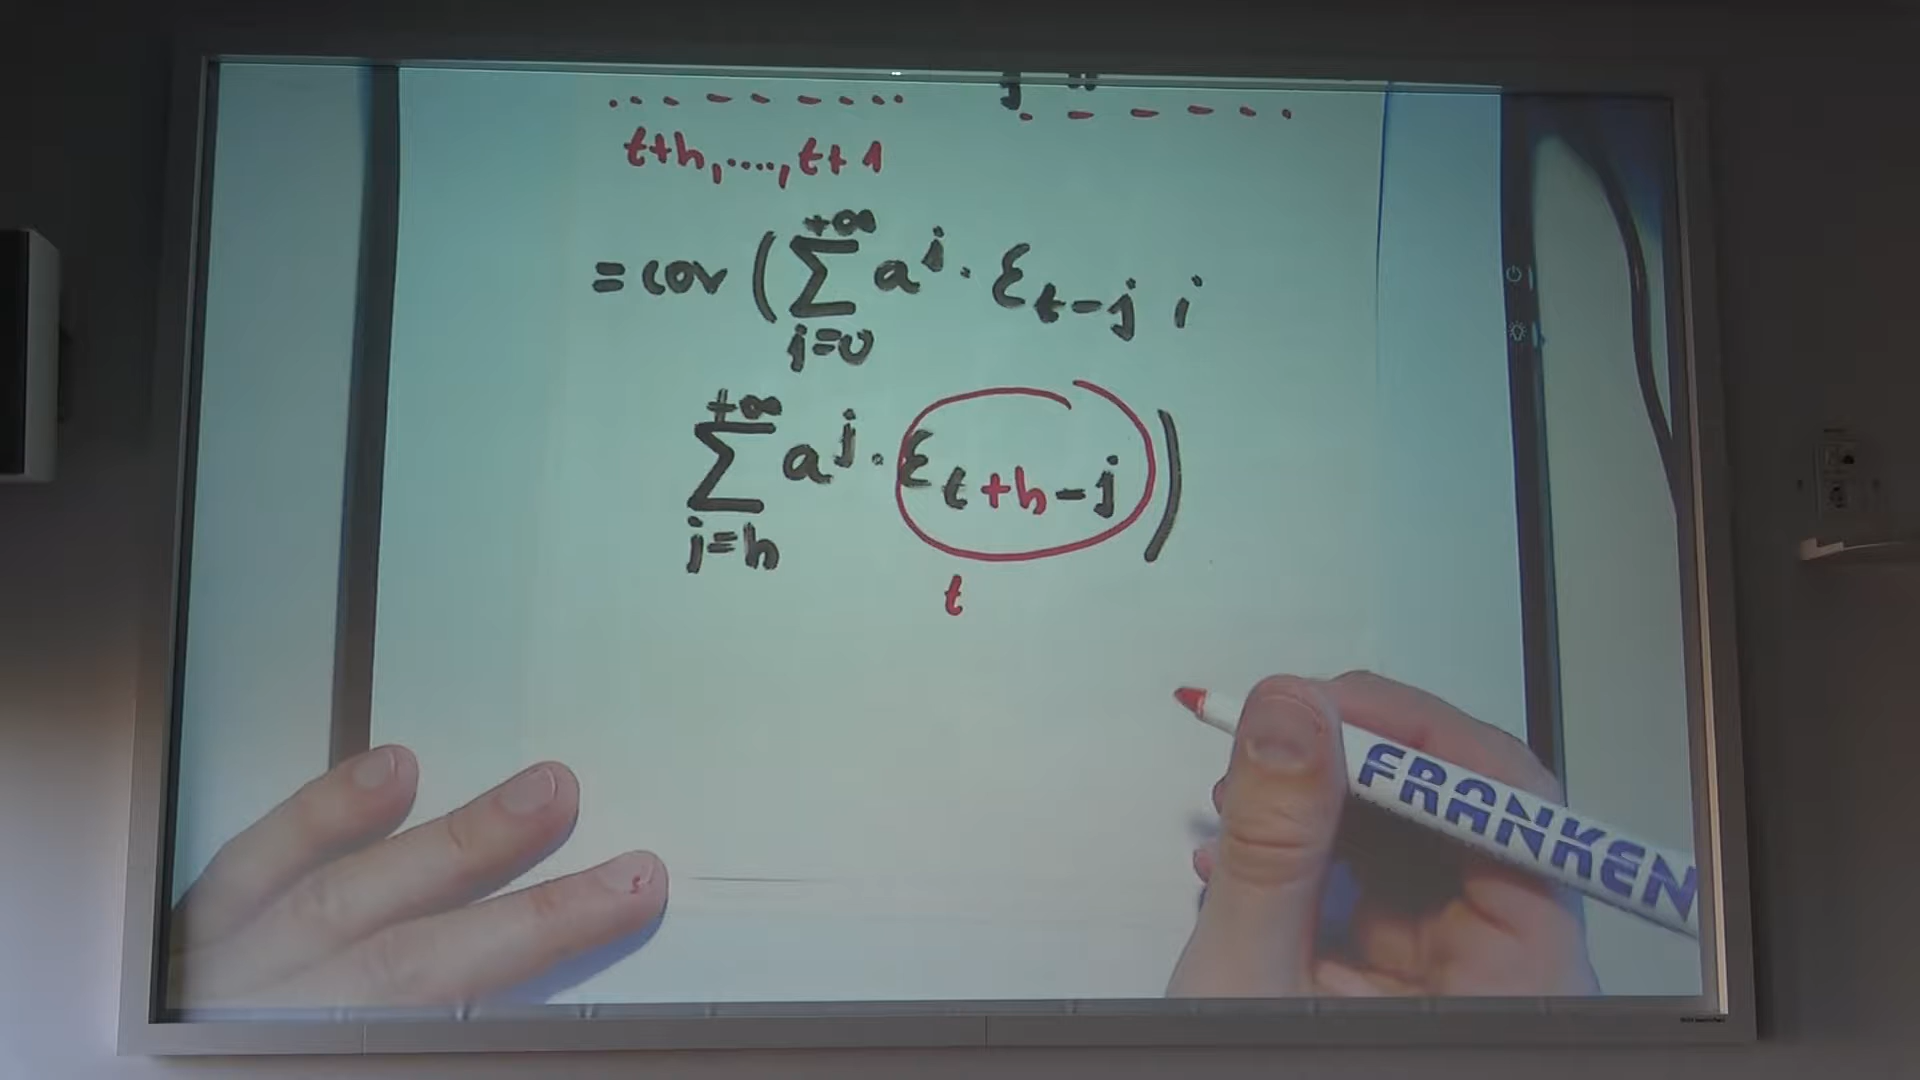 t+h,....,t+1
=cov(∑_{j=0}^{+∞} a^j · ε_{t-j} ;
∑_{j=h}^{+∞} a^j · ε_{t+h-j})
t
FRANKEN